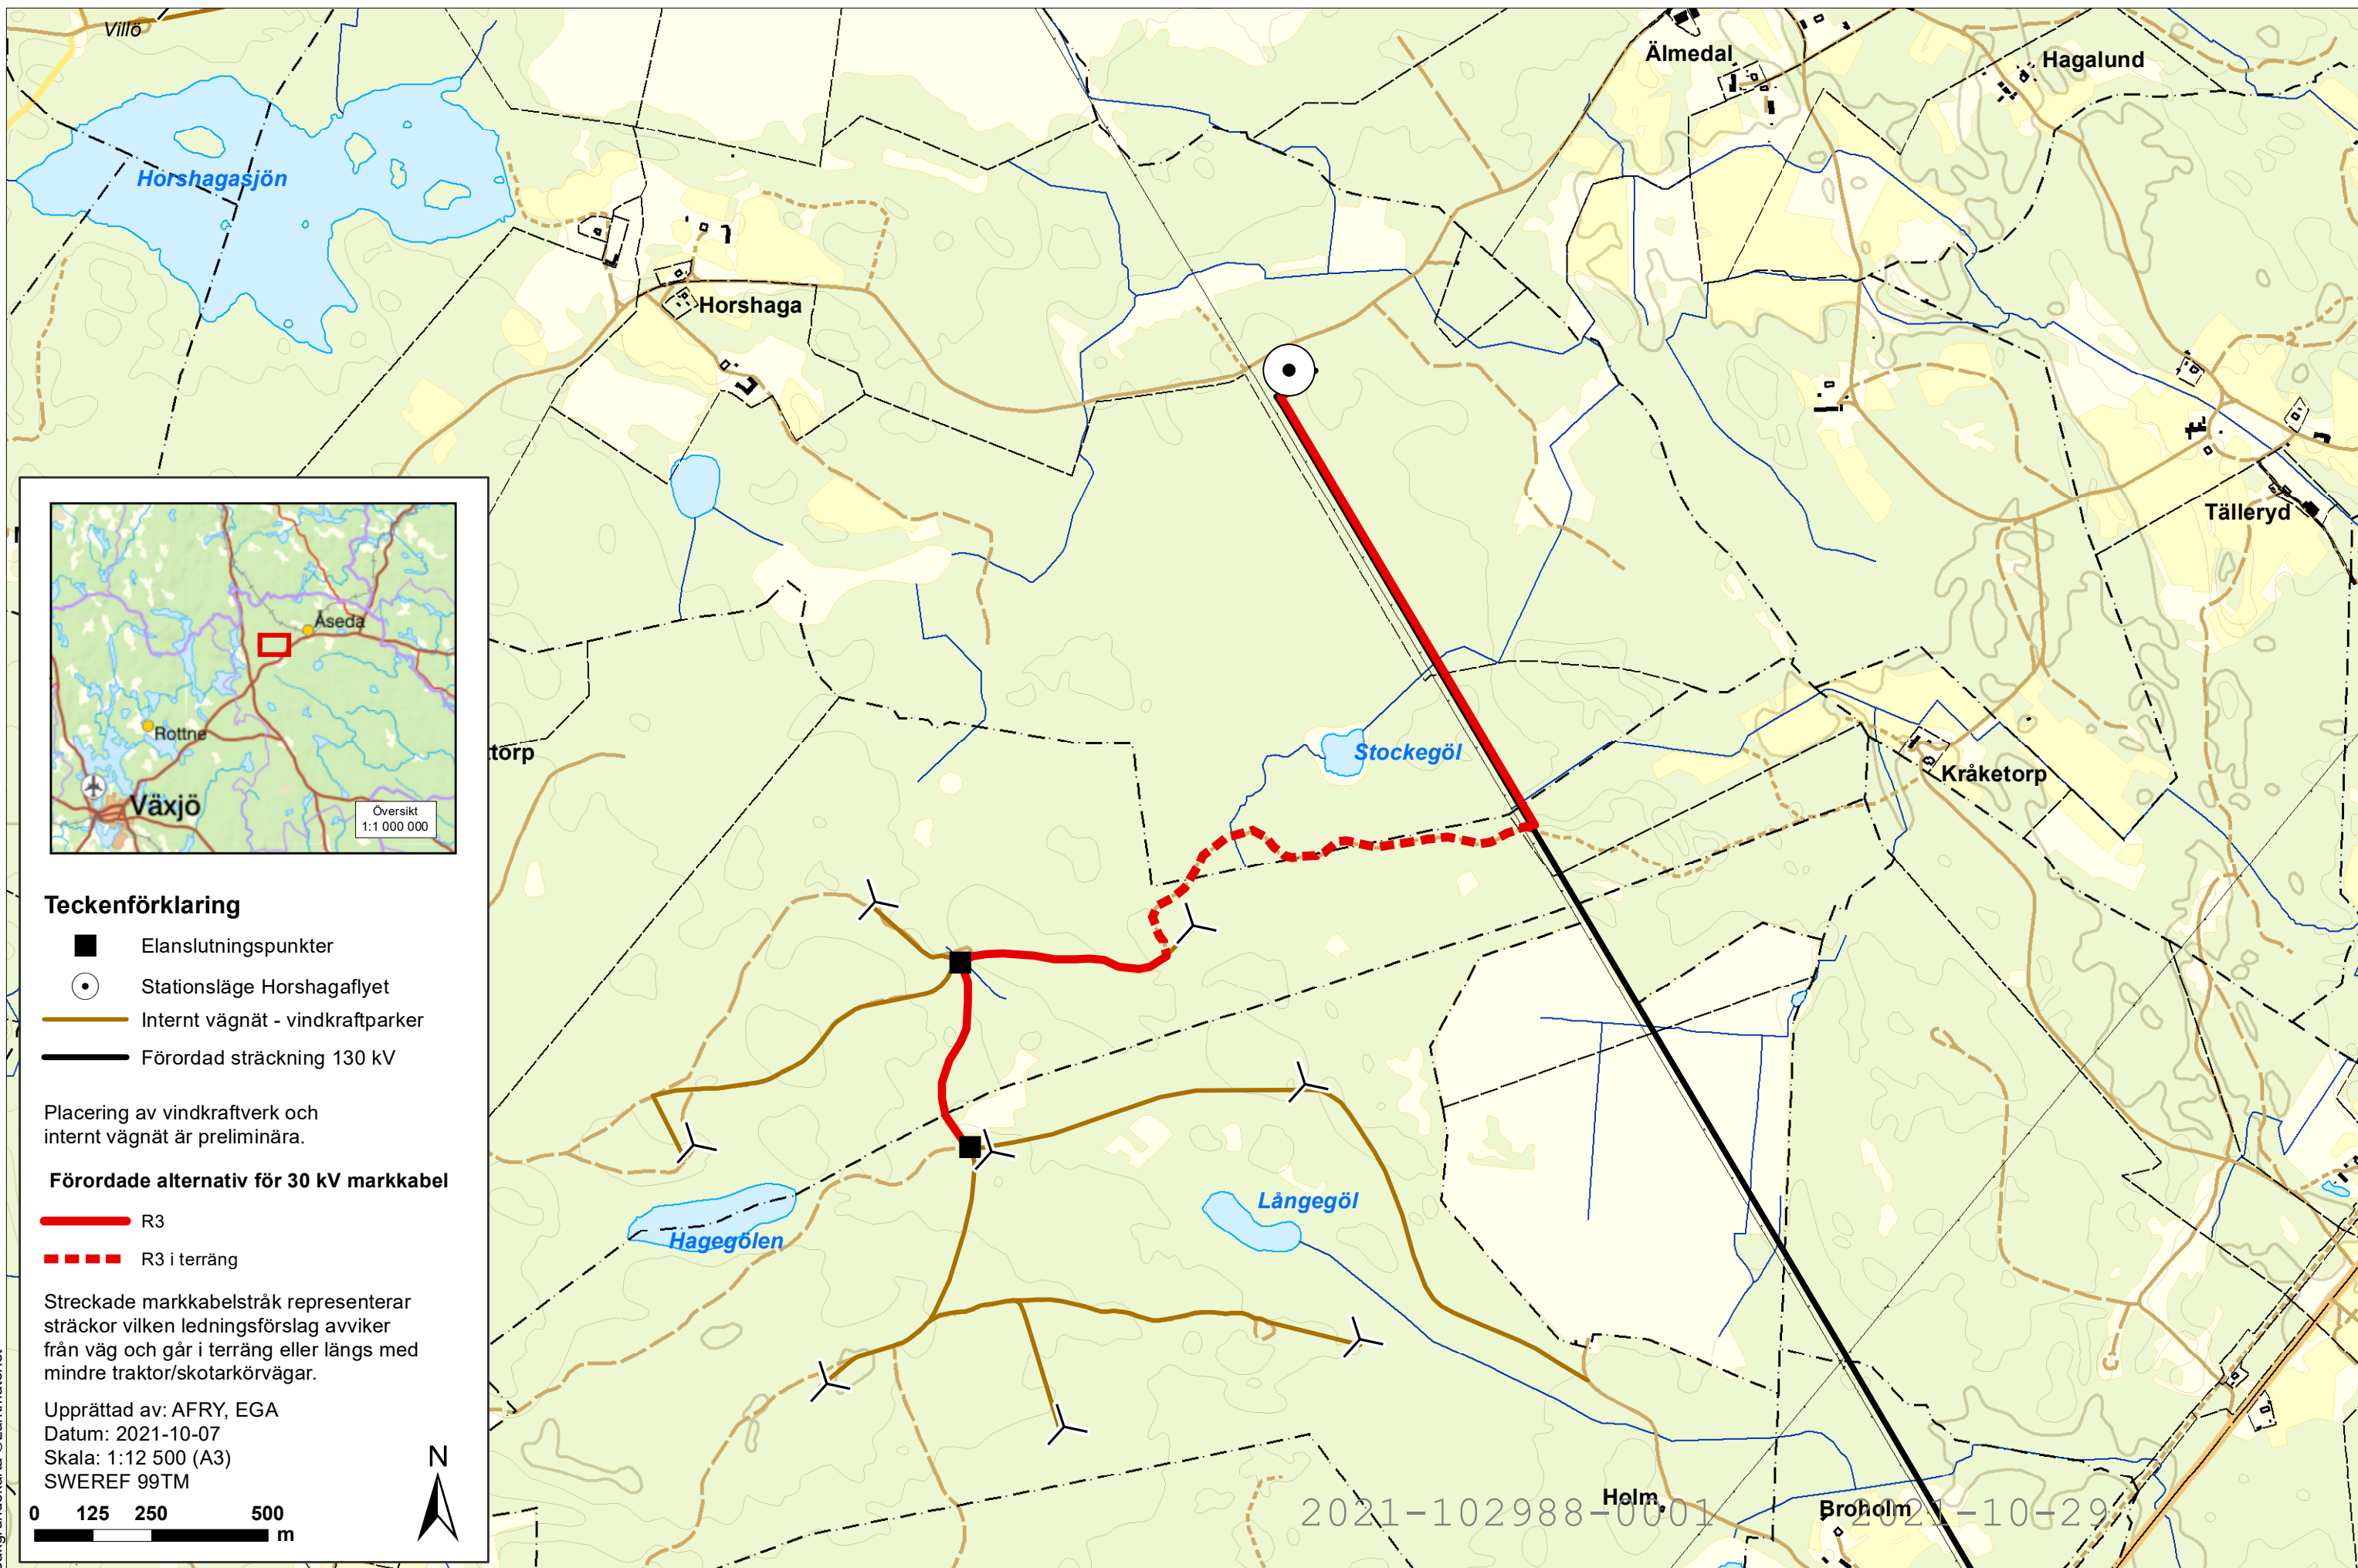 Villö
Älmedal
Hagalund
Horshagasjön
Horshaga
Tälleryd
Stockegöl
Kråketorp
torp
Långegöl
Hagegölen
Holm
Broholm
2021-102988-0001
2021-10-29
Åseda
Rottne
Växjö
Översikt
1:1 000 000
Teckenförklaring
Elanslutningspunkter
Stationsläge Horshagaflyet
Internt vägnät - vindkraftparker
Förordad sträckning 130 kV
Placering av vindkraftverk och
internt vägnät är preliminära.
Förordade alternativ för 30 kV markkabel
R3
R3 i terräng
Streckade markkabelstråk representerar
sträckor vilken ledningsförslag avviker
från väg och går i terräng eller längs med
mindre traktor/skotarkörvägar.
Upprättad av: AFRY, EGA
Datum: 2021-10-07
Skala: 1:12 500 (A3)
SWEREF 99TM
N
0 125 250 500
m